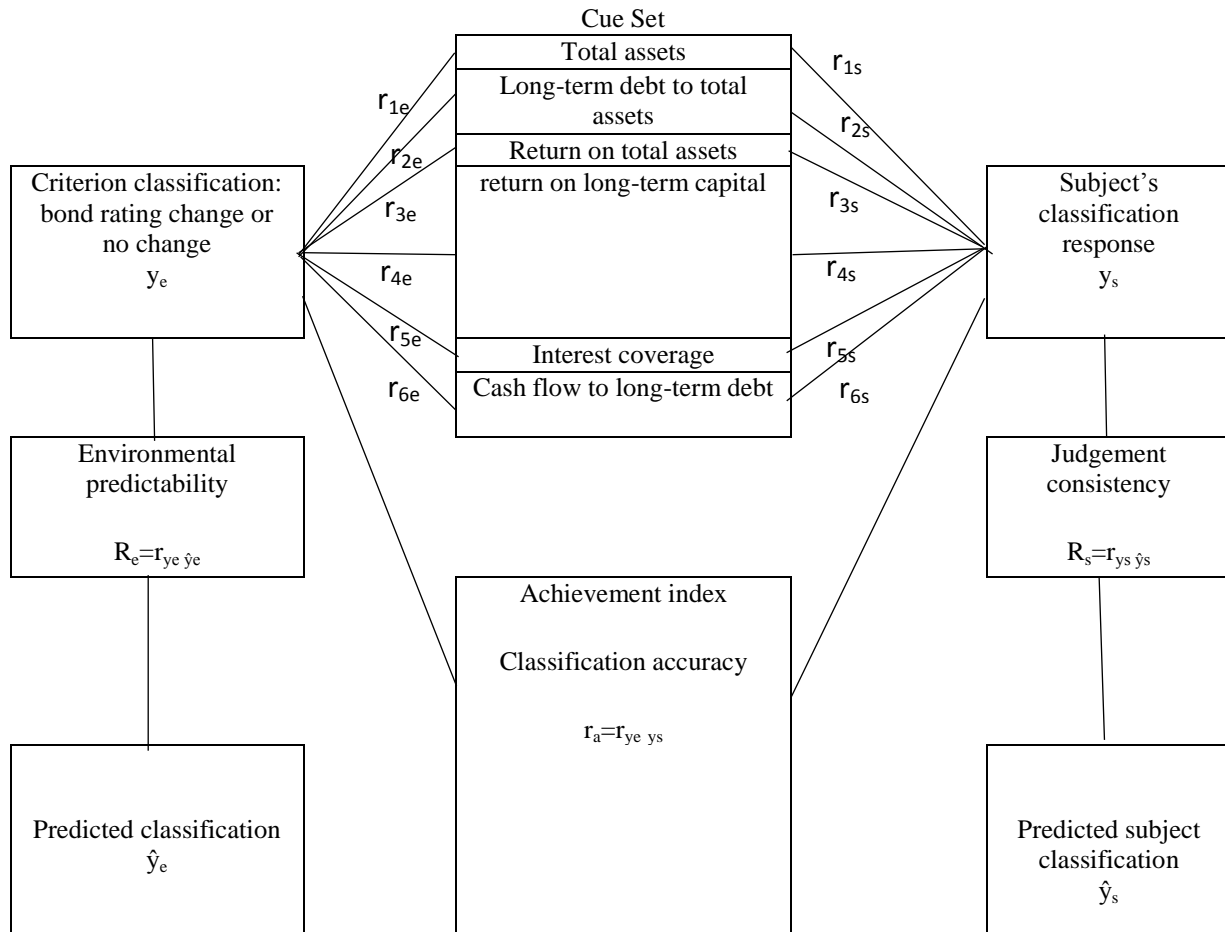 Cue Set
Total assets
Long-term debt to total
assets
Return on total assets
return on long-term capital
Interest coverage
Cash flow to long-term debt
r1e
r2e
r3e
r4e
r5e
r6e
r1s
r2s
r3s
r4s
r5s
r6s
Criterion classification:
bond rating change or
no change
ye
Subject’s
classification
response
ys
Environmental
predictability
Re=rye ŷe
Judgement
consistency
Rs=rys ŷs
Achievement index
Classification accuracy
ra=rye ys
Predicted classification
ŷe
Predicted subject
classification
ŷs